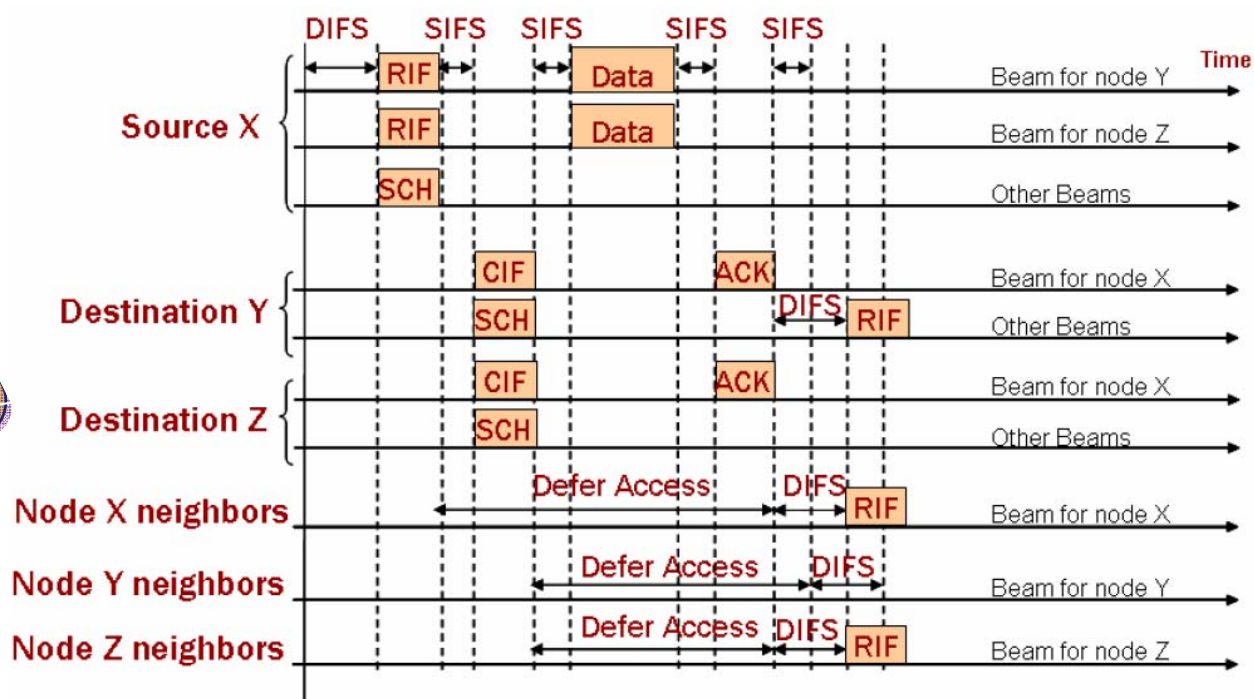 DIFS SIFS SIFS SIFS SIFS
Time
RIF Data Beam for node Y
Source X
RIF Data Beam for node Z
SCH Other Beams
CIF ACK Beam for node X
Destination Y
DIFS
SCH RIF Other Beams
CIF ACK Beam for node X
Destination Z
SCH Other Beams
Defer Access DIFS
Node X neighbors RIF Beam for node X
Defer Access DIFS
Node Y neighbors Beam for node Y
Defer Access DIFS
Node Z neighbors RIF Beam for node Z